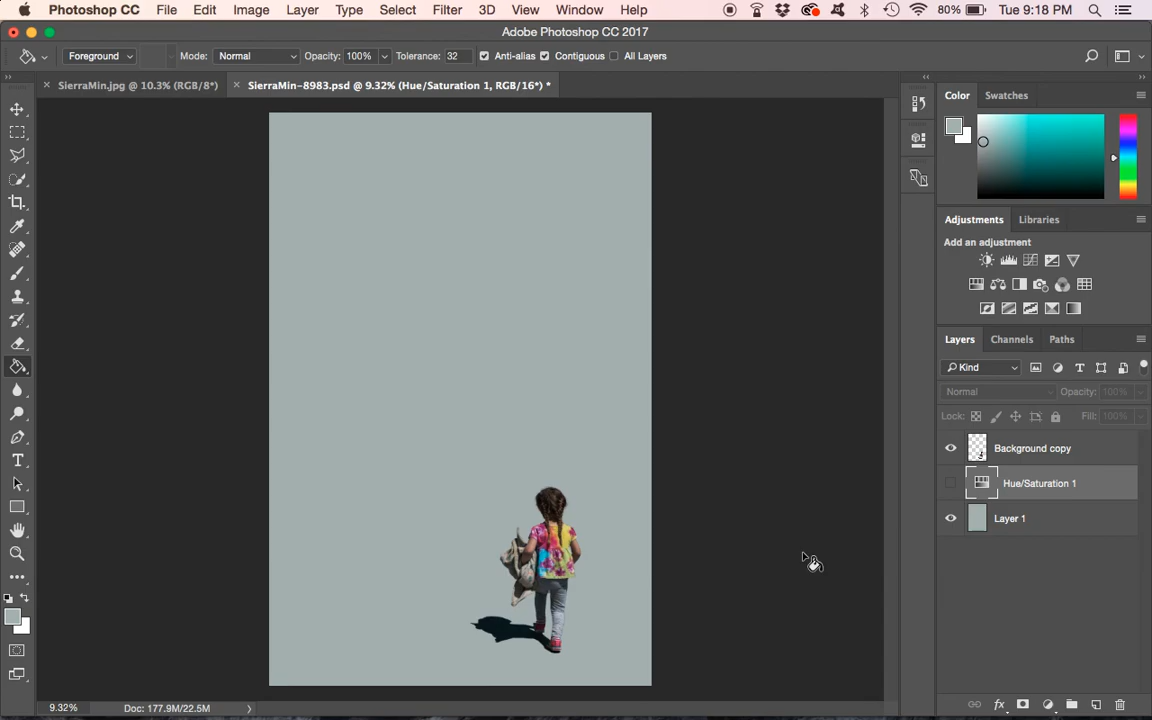 Photoshop CC File Edit Image Layer Type Select Filter 3D View Window Help 80% Tue 9:18 PM
Adobe Photoshop CC 2017
Foreground Mode: Normal Opacity: 100% Tolerance: 32 Anti-alias Contiguous All Layers
SierraMin.jpg @ 10.3% (RGB/8*) SierraMin-8983.psd @ 9.32% (Hue/Saturation 1, RGB/16*) *
Color Swatches
Adjustments Libraries
Add an adjustment
Layers Channels Paths
Kind
Normal Opacity: 100%
Lock: Fill: 100%
Background copy
Hue/Saturation 1
Layer 1
9.32% Doc: 177.9M/22.5M